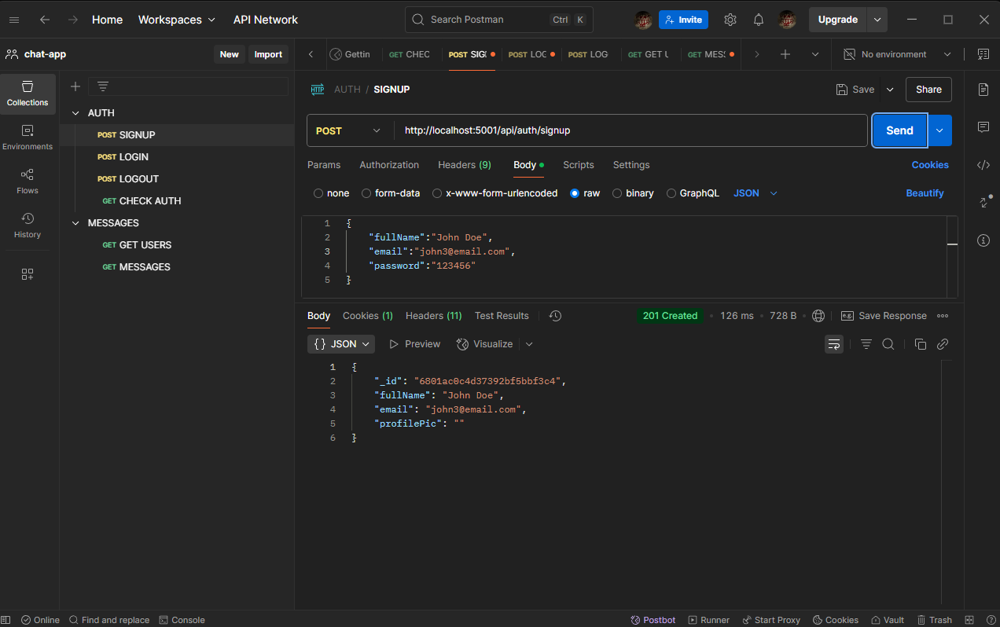 Home Workspaces API Network Search Postman Ctrl K Invite Upgrade
chat-app New Import Gettin GET CHEC POST SIG POST LOC POST LOG GET GET U GET MES No environment
Collections
Environments
Flows
History
AUTH
POST SIGNUP
POST LOGIN
POST LOGOUT
GET CHECK AUTH
MESSAGES
GET GET USERS
GET MESSAGES
HTTP AUTH / SIGNUP Save Share
POST http://localhost:5001/api/auth/signup Send
Params Authorization Headers (9) Body Scripts Settings Cookies
none form-data x-www-form-urlencoded raw binary GraphQL JSON Beautify
1 {
2 "fullName":"John Doe",
3 "email":"john3@email.com",
4 "password":"123456"
5 }
Body Cookies (1) Headers (11) Test Results 201 Created 126 ms 728 B e.g. Save Response
{} JSON Preview Visualize
1 {
2 "_id": "6801ac0c4d37392bf5bbf3c4",
3 "fullName": "John Doe",
4 "email": "john3@email.com",
5 "profilePic": ""
6 }
Online Find and replace Console Postbot Runner Start Proxy Cookies Vault Trash